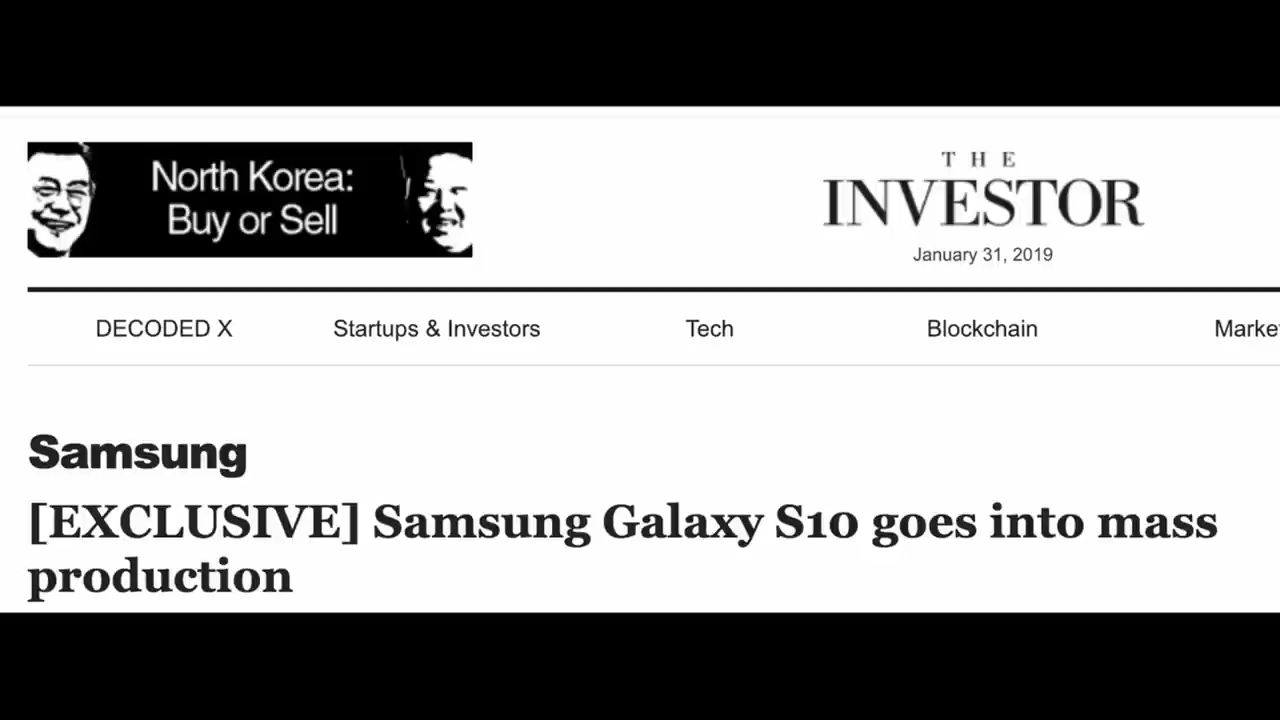 North Korea:
Buy or Sell
THE
INVESTOR
January 31, 2019
DECODED X Startups & Investors Tech Blockchain Marke
Samsung
[EXCLUSIVE] Samsung Galaxy S10 goes into mass
production